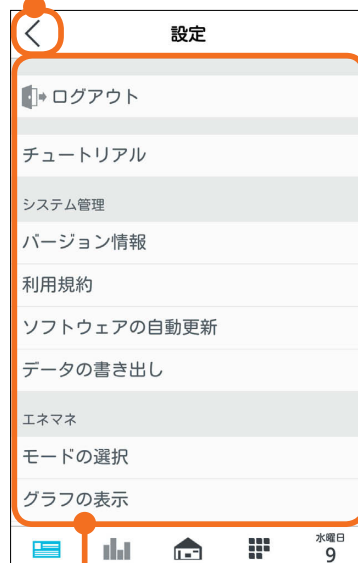 設定
ログアウト
チュートリアル
システム管理
バージョン情報
利用規約
ソフトウェアの自動更新
データの書き出し
エネマネ
モードの選択
グラフの表示
水曜日
9